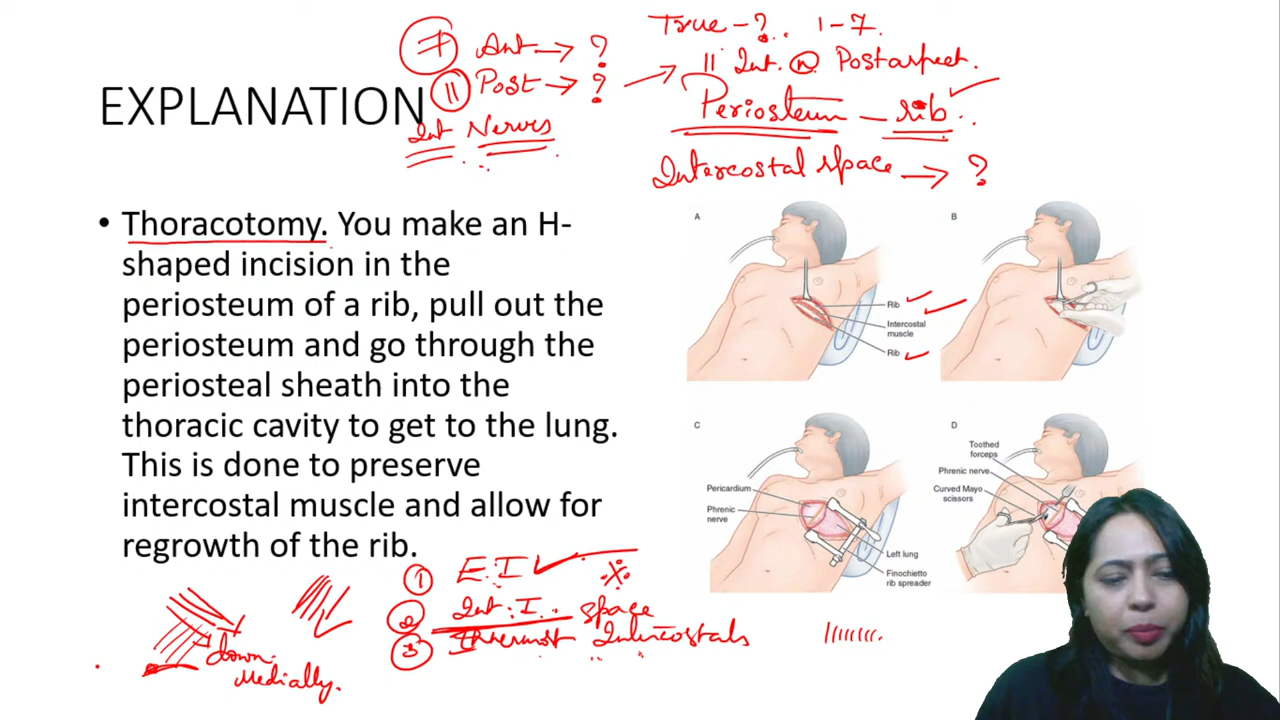 True - ? 1-7.
7 Ant → ?
11 Post → ? → 11 Int. n. Post aspect.
EXPLANATION
Periosteum - rib
Int Nerves
Intercostal space → ?
• Thoracotomy. You make an H-
shaped incision in the
periosteum of a rib, pull out the
periosteum and go through the
periosteal sheath into the
thoracic cavity to get to the lung.
This is done to preserve
intercostal muscle and allow for
regrowth of the rib.
A
Rib
Intercostal
muscle
Rib
B
C
Pericardium
Phrenic
nerve
Left lung
Finochietto
rib spreader
D
Toothed
forceps
Phrenic nerve
Curved Mayo
scissors
① E.I
② Int. I.. space
③ Innermost Intercostals
down
Medially.